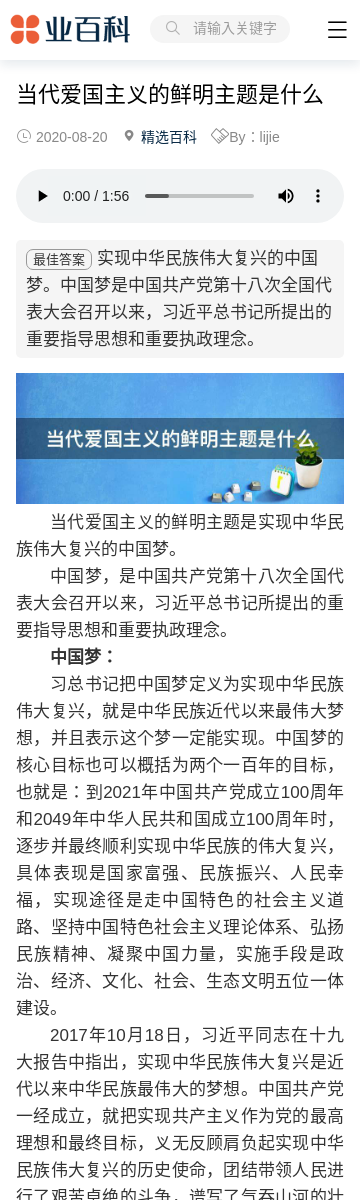 业百科
请输入关键字
当代爱国主义的鲜明主题是什么
2020-08-20 精选百科 By：lijie
0:00 / 1:56
最佳答案 实现中华民族伟大复兴的中国
梦。中国梦是中国共产党第十八次全国代
表大会召开以来，习近平总书记所提出的
重要指导思想和重要执政理念。
当代爱国主义的鲜明主题是什么
当代爱国主义的鲜明主题是实现中华民
族伟大复兴的中国梦。
中国梦，是中国共产党第十八次全国代
表大会召开以来，习近平总书记所提出的重
要指导思想和重要执政理念。
中国梦：
习总书记把中国梦定义为实现中华民族
伟大复兴，就是中华民族近代以来最伟大梦
想，并且表示这个梦一定能实现。中国梦的
核心目标也可以概括为两个一百年的目标，
也就是：到2021年中国共产党成立100周年
和2049年中华人民共和国成立100周年时，
逐步并最终顺利实现中华民族的伟大复兴，
具体表现是国家富强、民族振兴、人民幸
福，实现途径是走中国特色的社会主义道
路、坚持中国特色社会主义理论体系、弘扬
民族精神、凝聚中国力量，实施手段是政
治、经济、文化、社会、生态文明五位一体
建设。
2017年10月18日，习近平同志在十九
大报告中指出，实现中华民族伟大复兴是近
代以来中华民族最伟大的梦想。中国共产党
一经成立，就把实现共产主义作为党的最高
理想和最终目标，义无反顾肩负起实现中华
民族伟大复兴的历史使命，团结带领人民进
行了艰苦卓绝的斗争，谱写了气吞山河的壮